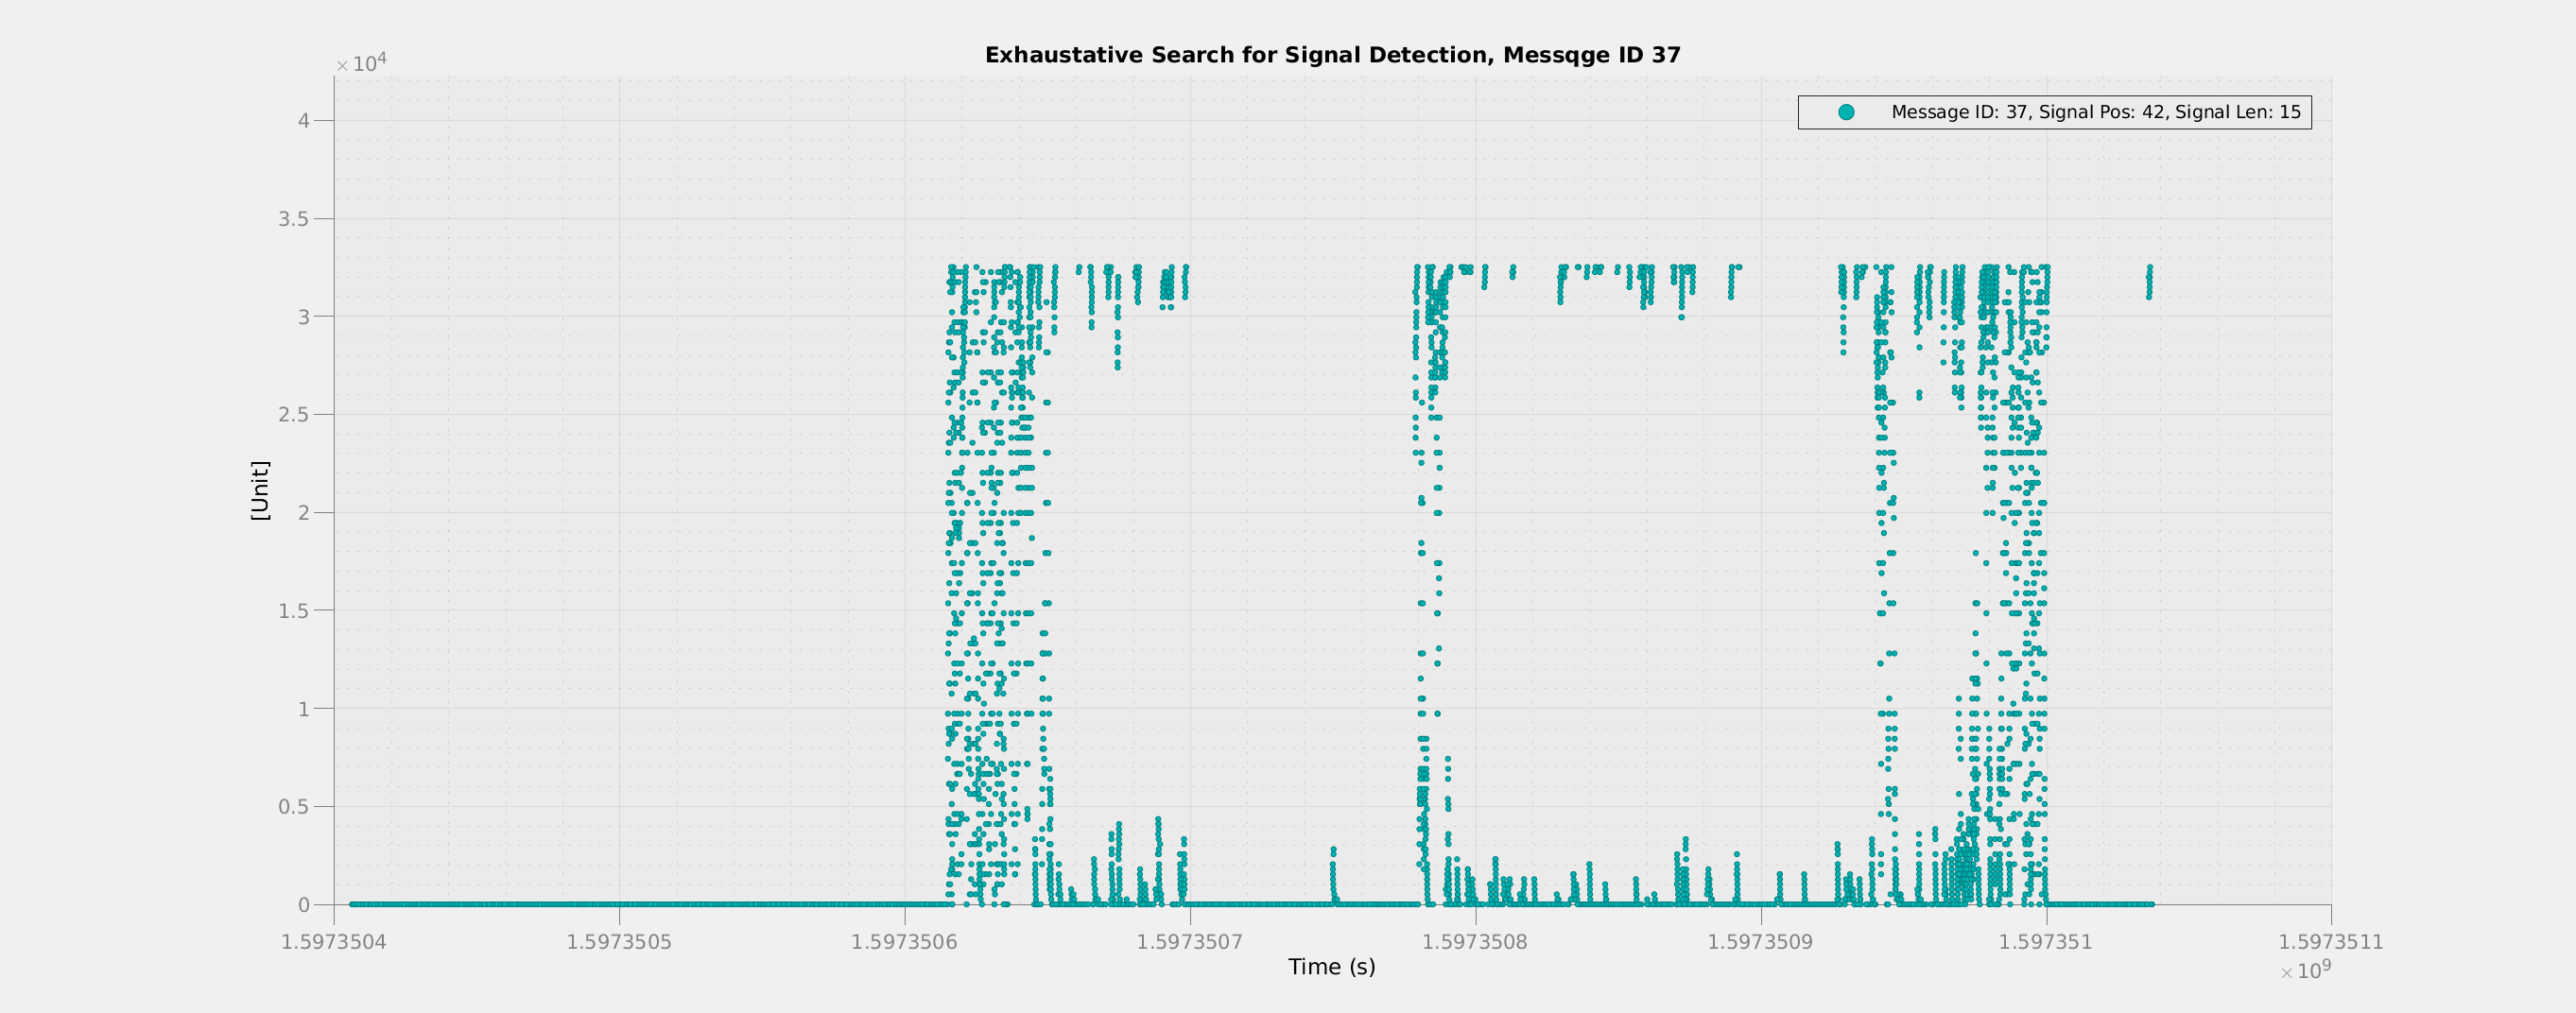 Exhaustative Search for Signal Detection, Messqge ID 37
×10^4
Message ID: 37, Signal Pos: 42, Signal Len: 15
4
3.5
3
2.5
2
1.5
1
0.5
0
[Unit]
1.5973504 1.5973505 1.5973506 1.5973507 1.5973508 1.5973509 1.597351 1.5973511
Time (s)
×10^9